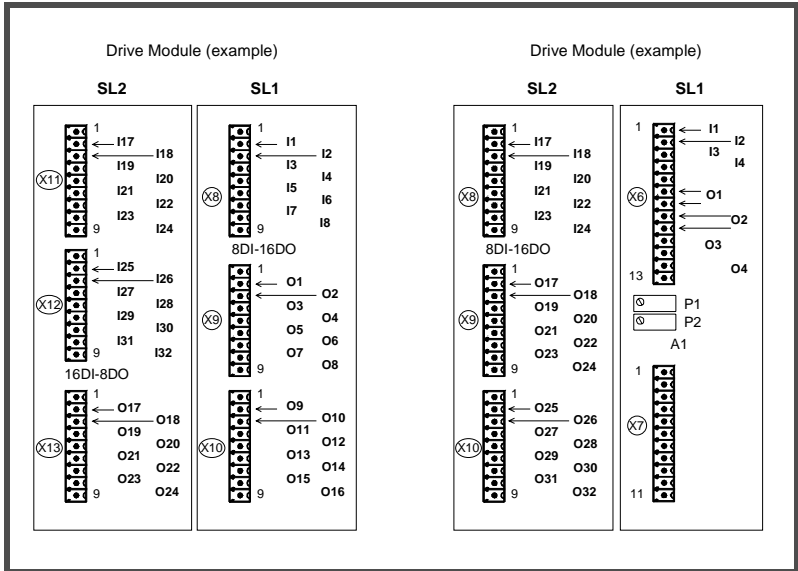 Drive Module (example)
SL2
SL1
1
I17
I18
I19
I20
I21
I22
I23
I24
X11
9
1
I25
I26
I27
I28
I29
I30
I31
I32
X12
9
16DI-8DO
1
O17
O18
O19
O20
O21
O22
O23
O24
X13
9
1
I1
I2
I3
I4
I5
I6
I7
I8
X8
9
8DI-16DO
1
O1
O2
O3
O4
O5
O6
O7
O8
X9
9
1
O9
O10
O11
O12
O13
O14
O15
O16
X10
9
Drive Module (example)
SL2
SL1
1
I17
I18
I19
I20
I21
I22
I23
I24
X8
9
8DI-16DO
1
O17
O18
O19
O20
O21
O22
O23
O24
X9
9
1
O25
O26
O27
O28
O29
O30
O31
O32
X10
9
1
I1
I2
I3
I4
X6
O1
O2
O3
O4
13
P1
P2
A1
1
X7
11